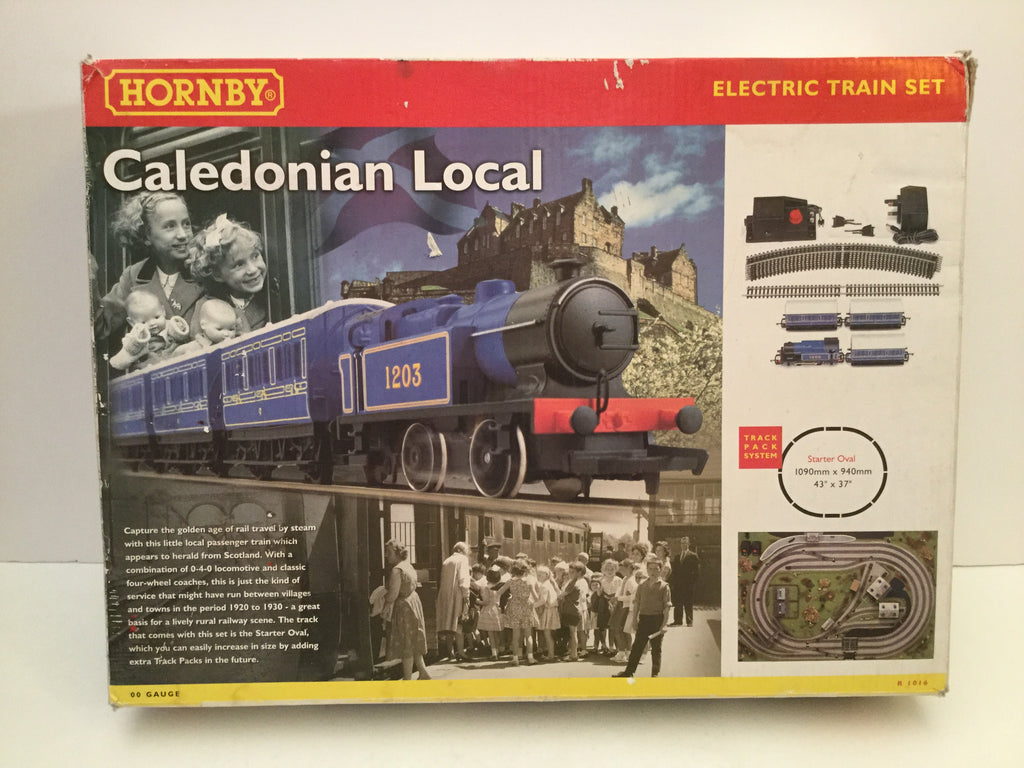 HORNBY®
ELECTRIC TRAIN SET
Caledonian Local
1203
Capture the golden age of rail travel by steam
with this little local passenger train which
appears to herald from Scotland. With a
combination of 0-4-0 locomotive and classic
four-wheel coaches, this is just the kind of
service that might have run between villages
and towns in the period 1920 to 1930 - a great
basis for a lively rural railway scene. The track
that comes with this set is the Starter Oval,
which you can easily increase in size by adding
extra Track Packs in the future.
TRACK
PACK
SYSTEM
Starter Oval
1090mm x 940mm
43" x 37"
00 GAUGE
R 1016